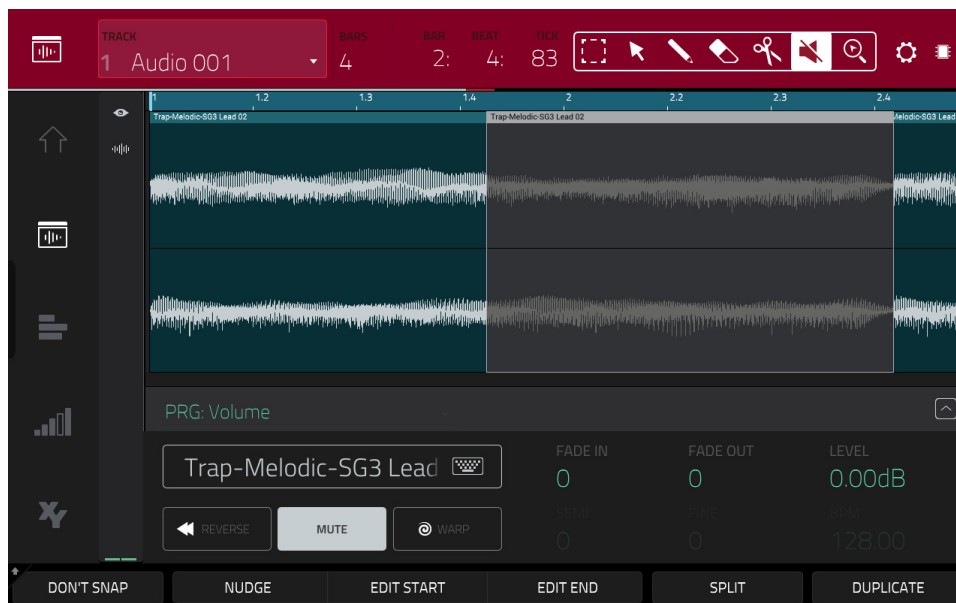 TRACK BARS BAR BEAT TICK
1 Audio 001 4 2: 4: 83
1 1.2 1.3 1.4 2 2.2 2.3 2.4
Trap-Melodic-SG3 Lead 02 Trap-Melodic-SG3 Lead 02 Melodic-SG3 Lead
PRG: Volume
Trap-Melodic-SG3 Lead
FADE IN FADE OUT LEVEL
0 0 0.00dB
REVERSE MUTE WARP
SEMI FINE BPM
0 0 128.00
XY
DON'T SNAP NUDGE EDIT START EDIT END SPLIT DUPLICATE